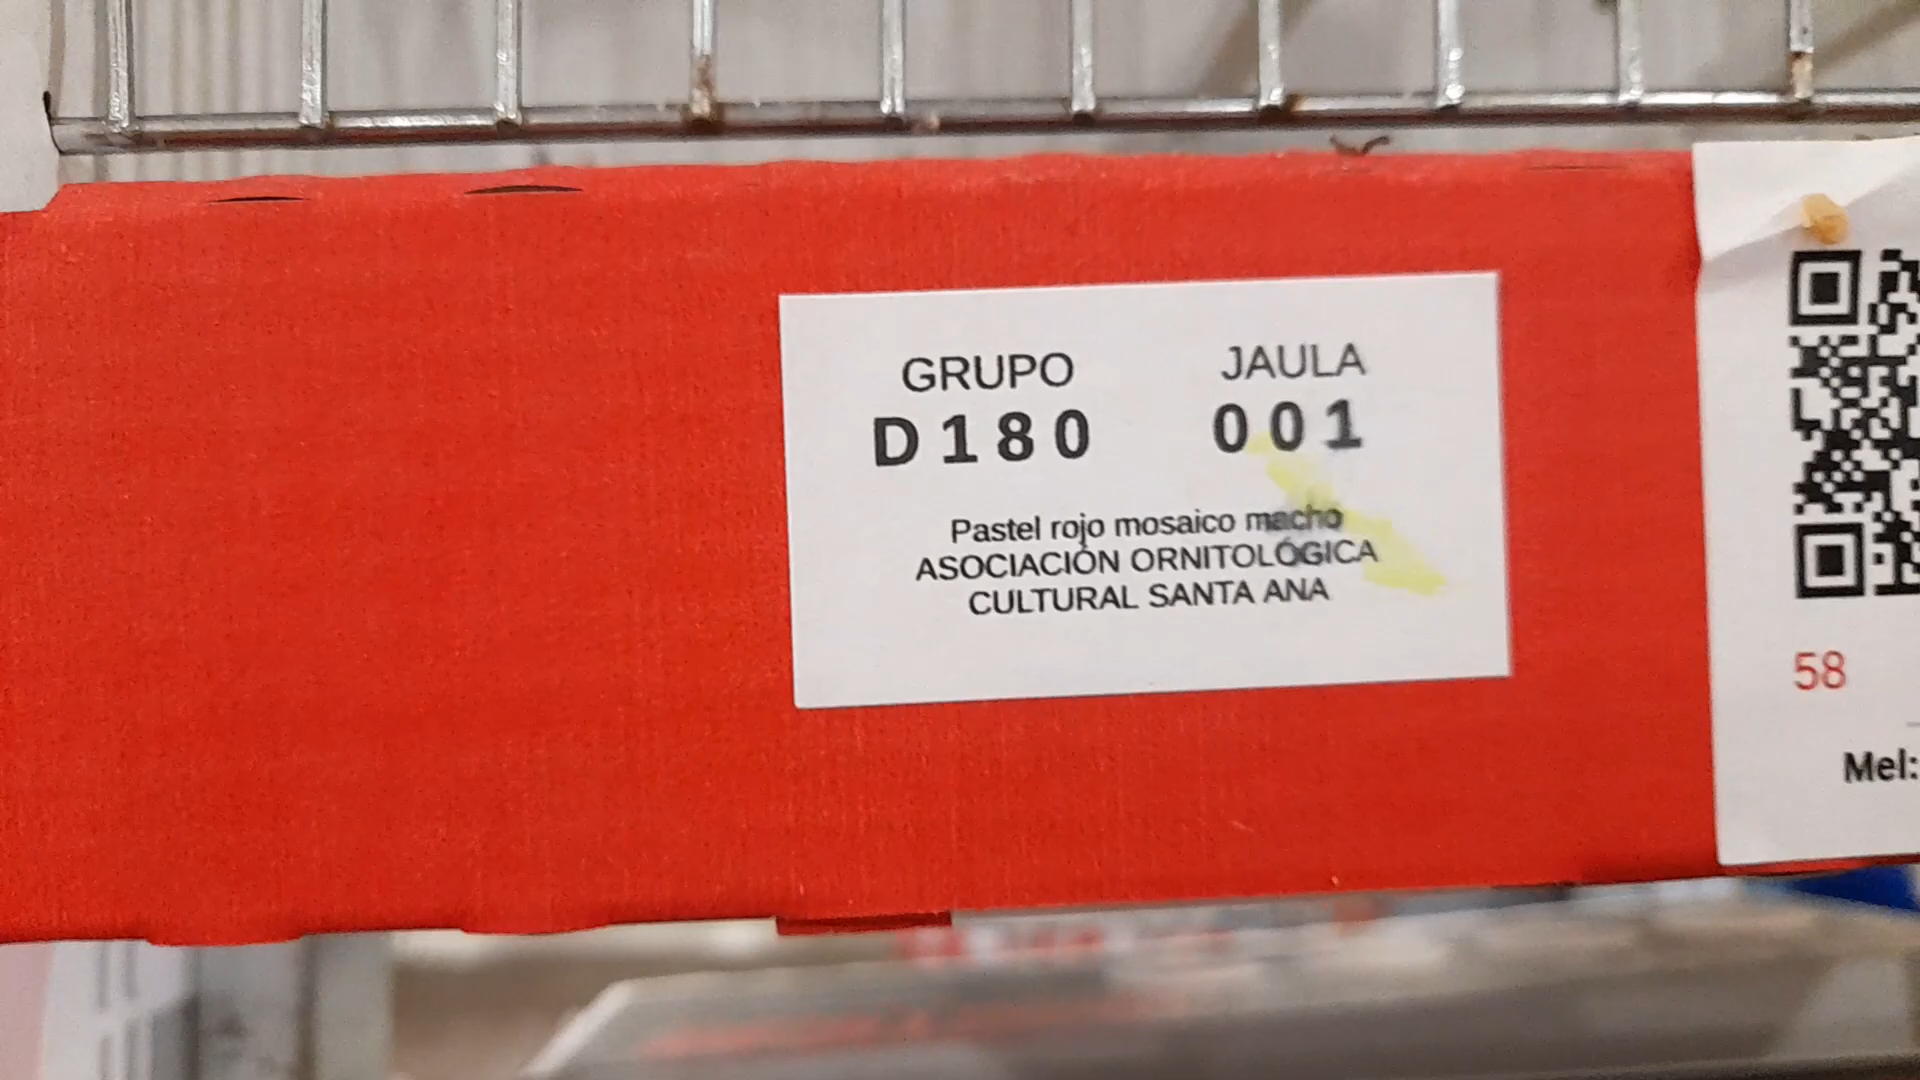 GRUPO JAULA
D180 001
Pastel rojo mosaico macho
ASOCIACIÓN ORNITOLÓGICA
CULTURAL SANTA ANA
58
Mel: